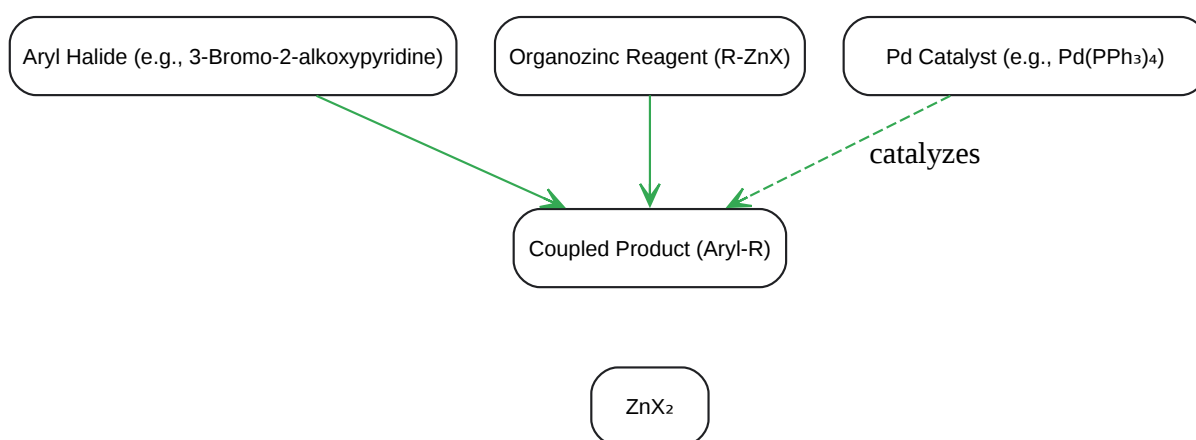 Aryl Halide (e.g., 3-Bromo-2-alkoxypyridine)
Organozinc Reagent (R-ZnX)
Pd Catalyst (e.g., Pd(PPh₃)₄)
catalyzes
Coupled Product (Aryl-R)
ZnX₂